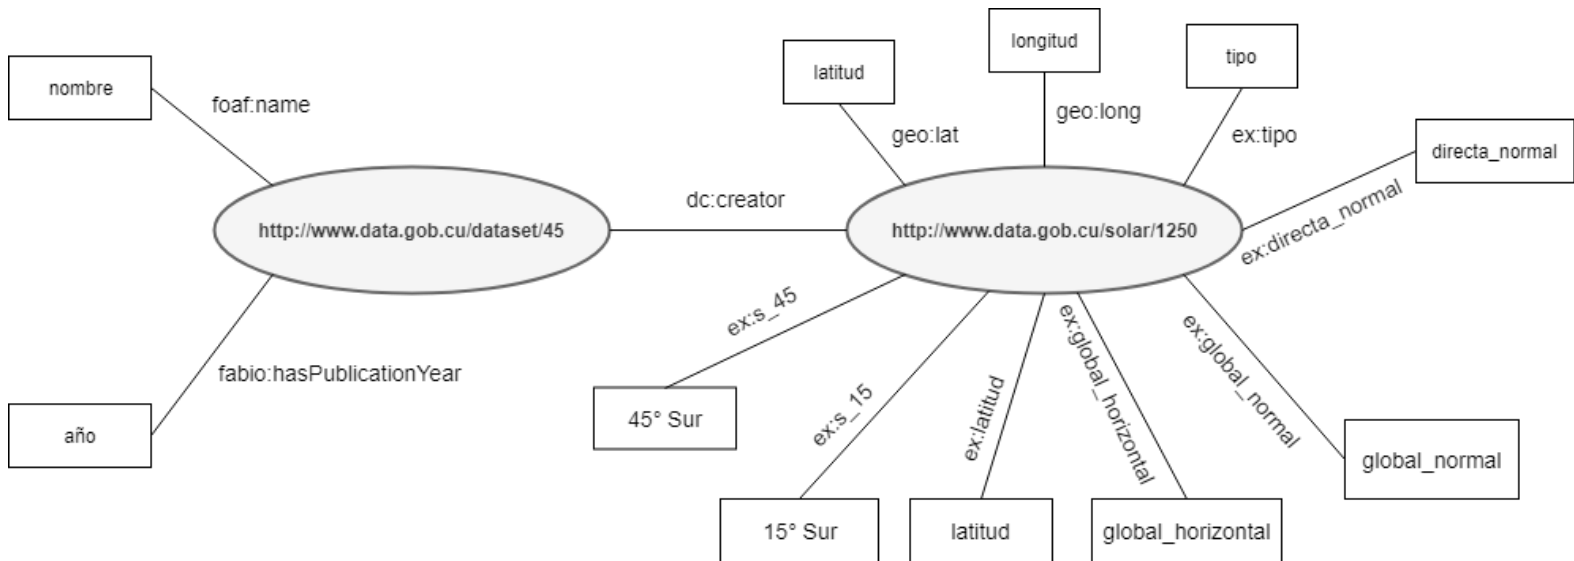 longitud
tipo
latitud
nombre
foaf:name
geo:lat
geo:long
ex:tipo
directa_normal
dc:creator
ex:directa_normal
http://www.data.gob.cu/dataset/45
http://www.data.gob.cu/solar/1250
ex:s_45
ex:global_horizontal
ex:global_normal
fabio:hasPublicationYear
ex:s_15
ex:latitud
45° Sur
año
global_normal
15° Sur
latitud
global_horizontal